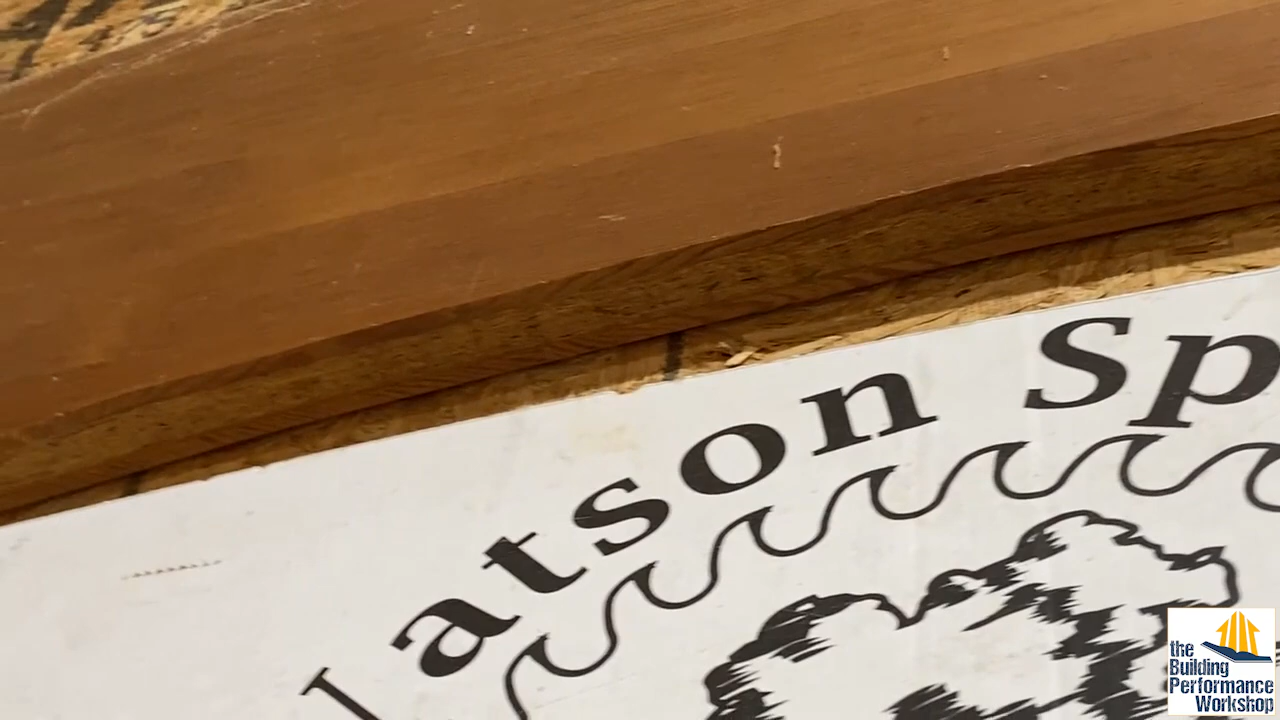 atson Sp
the
Building
Performance
Workshop